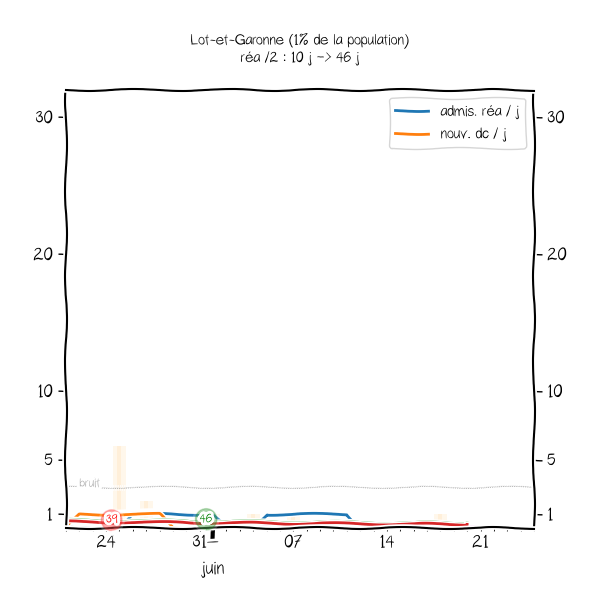 Lot-et-Garonne (1% de la population)
réa /2 : 10 j -> 46 j
admis. réa / j
nouv. dc / j
30 30
20 20
10 10
5 5
bruit
1 39 46 1
24 31 07 14 21
juin